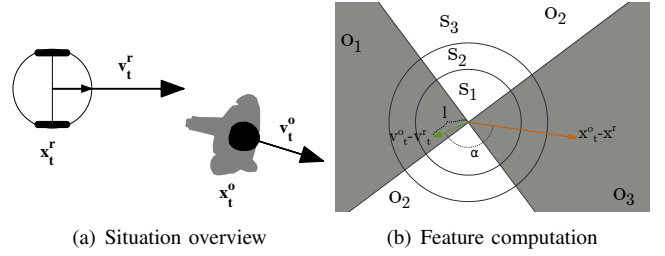 v_t^r
v_t^o
x_t^r
x_t^o
(a) Situation overview
S_3
O_2
O_1
S_2
S_1
l
v_t^o-v_t^r
x_t^o-x^r
α
O_2
O_3
(b) Feature computation